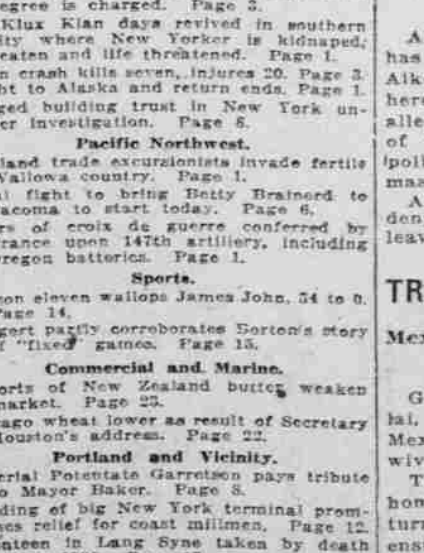 egree is charged. Page 3.
Klux Klan days revived in southern
ity where New Yorker is kidnaped,
eaten and life threatened. Page 1.
n crash kills seven, injures 20. Page 3.
ht to Alaska and return ends. Page 1.
ged building trust in New York un-
er investigation. Page 6.
Pacific Northwest.
land trade excursionists invade fertile
Wallowa country. Page 1.
l fight to bring Betty Brainerd to
acoma to start today. Page 6.
rs of croix de guerre conferred by
rance upon 147th artillery, including
regon batteries. Page 1.
Sports.
on eleven wallops James John, 54 to 0.
age 14.
gert partly corroborates Borton's story
f "fixed" games. Page 15.
Commercial and Marine.
orts of New Zealand butter weaken
market. Page 23.
ago wheat lower as result of Secretary
Houston's address. Page 22.
Portland and Vicinity.
erial Potentate Garretson pays tribute
o Mayor Baker. Page 8.
ding of big New York terminal prom-
ses relief for coast millmen. Page 12.
nteen in Lang Syne taken by death
A
has
Aik
here
alle
of
poli
mas
A
den
leav
TR
Mex
G
lai,
Mex
wiv
T
hon
turn
ens